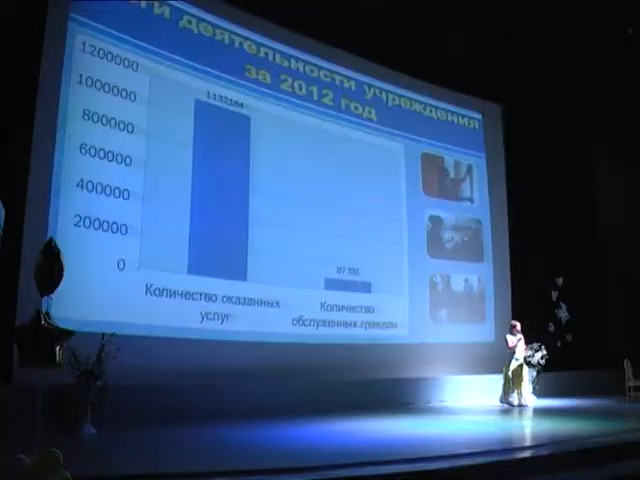 деятельности учреждения
за 2012 год
1200000
1000000
800000
600000
400000
200000
0
Количество оказанных
услуг
Количество
обслуженных граждан